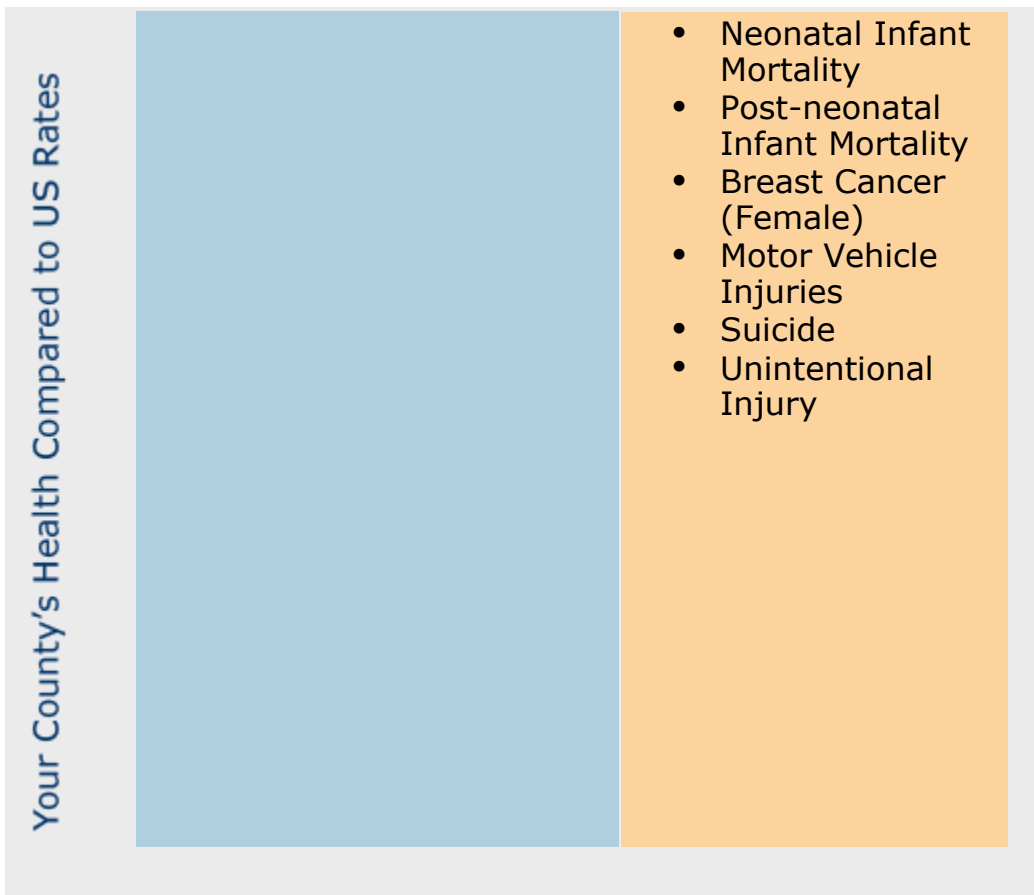 Your County's Health Compared to US Rates
• Neonatal Infant
Mortality
• Post-neonatal
Infant Mortality
• Breast Cancer
(Female)
• Motor Vehicle
Injuries
• Suicide
• Unintentional
Injury